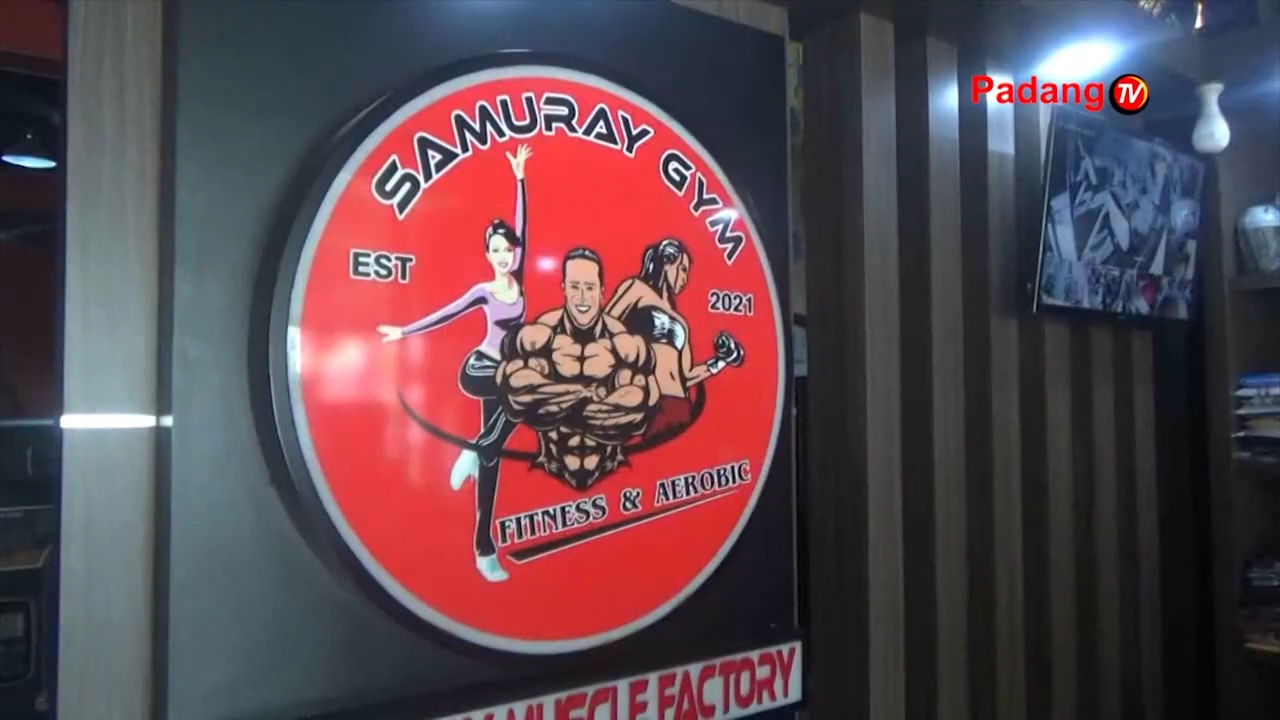 Padang TV
SAMURAY GYM
EST
2021
FITNESS & AEROBIC
MUSCLE FACTORY